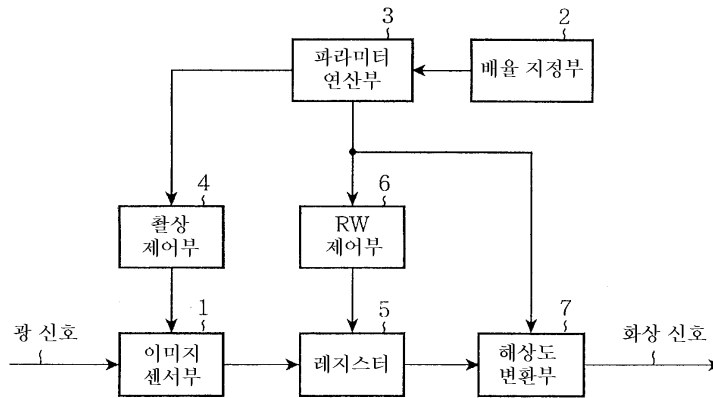 3
2
파라미터
연산부
배율 지정부
4
6
촬상
제어부
RW
제어부
광 신호
1
5
7
화상 신호
이미지
센서부
레지스터
해상도
변환부